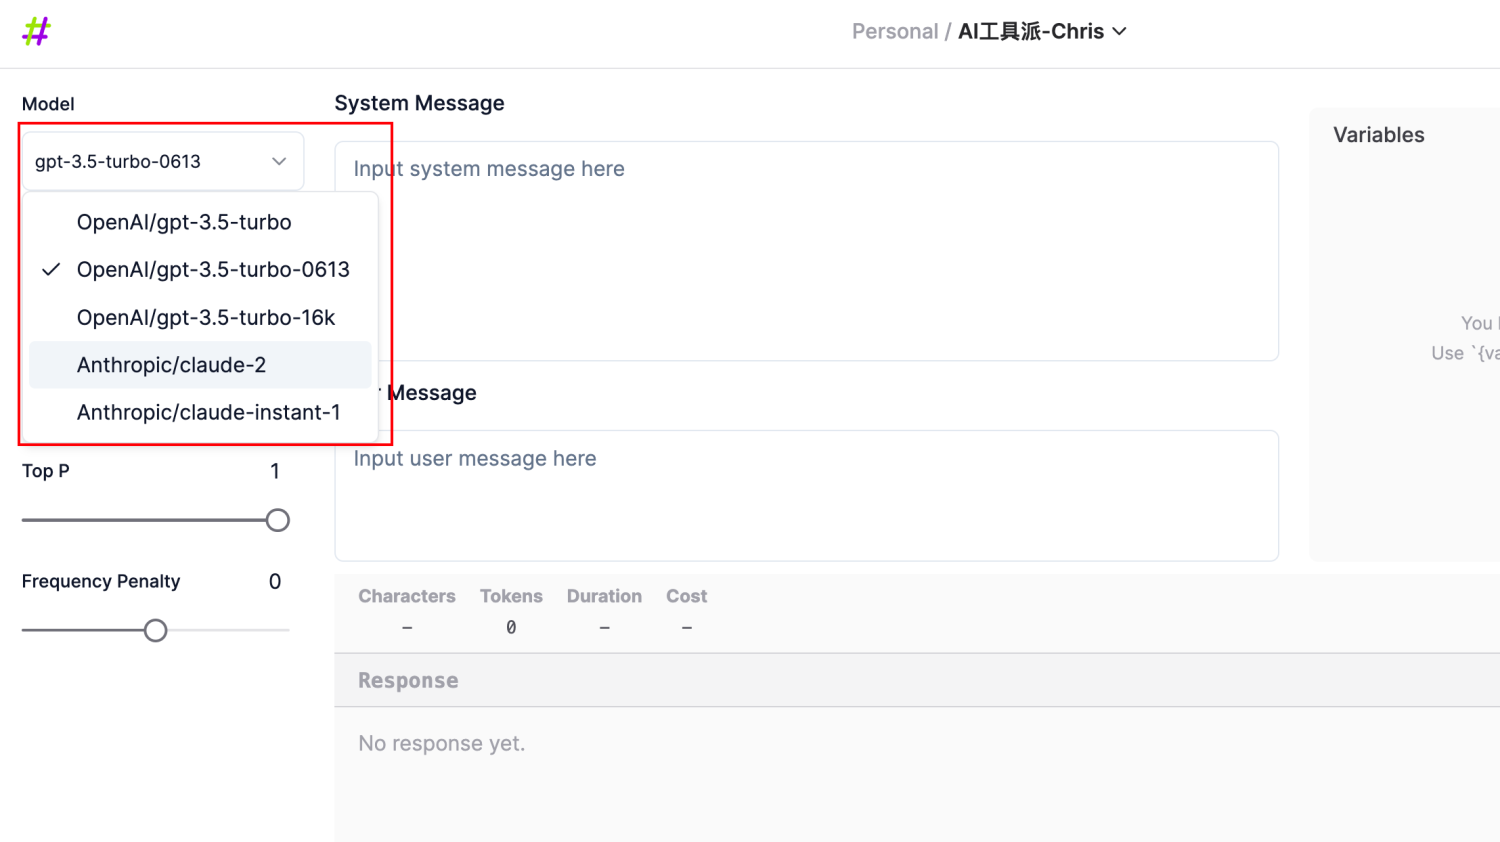 Personal / AI工具派-Chris
Model
gpt-3.5-turbo-0613
OpenAI/gpt-3.5-turbo
OpenAI/gpt-3.5-turbo-0613
OpenAI/gpt-3.5-turbo-16k
Anthropic/claude-2
Anthropic/claude-instant-1
Top P 1
Frequency Penalty 0
System Message
Input system message here
Message
Input user message here
Characters Tokens Duration Cost
– 0 – –
Response
No response yet.
Variables
You
Use `{va